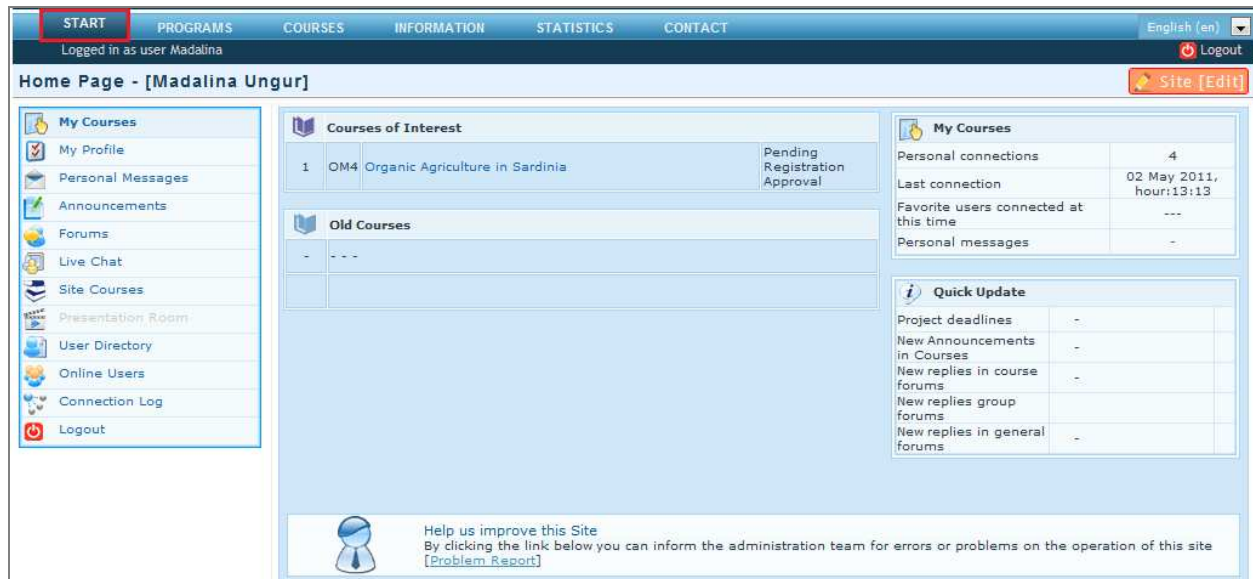 START PROGRAMS COURSES INFORMATION STATISTICS CONTACT English (en)
Logged in as user Madalina Logout
Home Page - [Madalina Ungur] Site [Edit]
My Courses
My Profile
Personal Messages
Announcements
Forums
Live Chat
Site Courses
Presentation Room
User Directory
Online Users
Connection Log
Logout
Courses of Interest
1 OM4 Organic Agriculture in Sardinia Pending
Registration
Approval
Old Courses
- - - -
My Courses
Personal connections 4
Last connection 02 May 2011,
hour:13:13
Favorite users connected at
this time ---
Personal messages -
i Quick Update
Project deadlines -
New Announcements
in Courses -
New replies in course
forums -
New replies group
forums
New replies in general
forums -
Help us improve this Site
By clicking the link below you can inform the administration team for errors or problems on the operation of this site
[Problem Report]